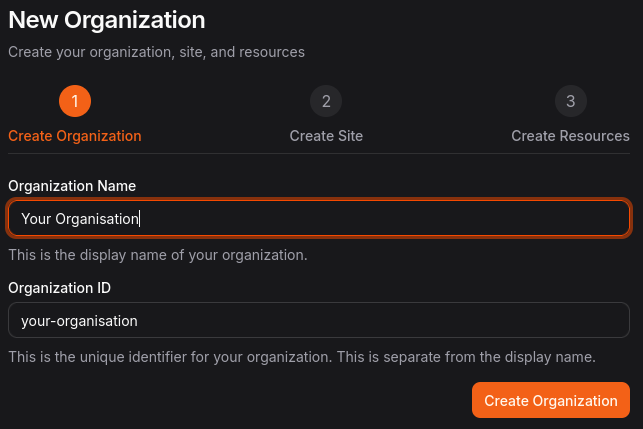 New Organization
Create your organization, site, and resources
1
2
3
Create Organization
Create Site
Create Resources
Organization Name
Your Organisation
This is the display name of your organization.
Organization ID
your-organisation
This is the unique identifier for your organization. This is separate from the display name.
Create Organization